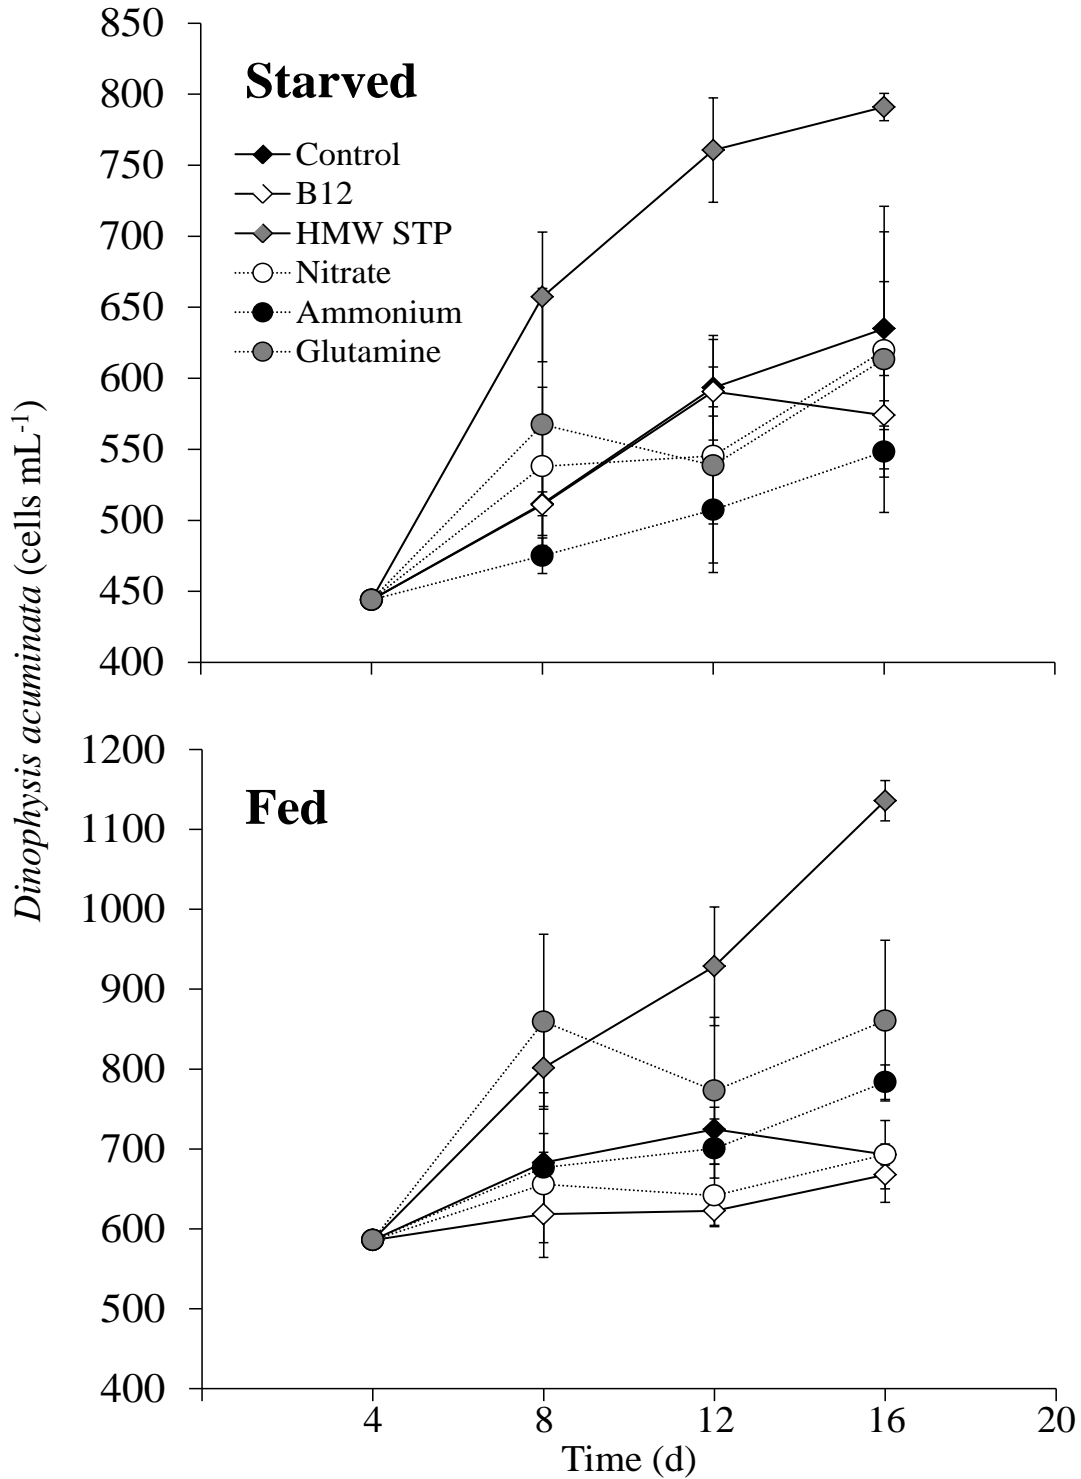 850
800
750
700
650
600
550
500
450
400
Starved
Control
B12
HMW STP
Nitrate
Ammonium
Glutamine
Dinophysis acuminata (cells mL-1)
1200
1100
1000
900
800
700
600
500
400
Fed
4 8 12 16 20
Time (d)